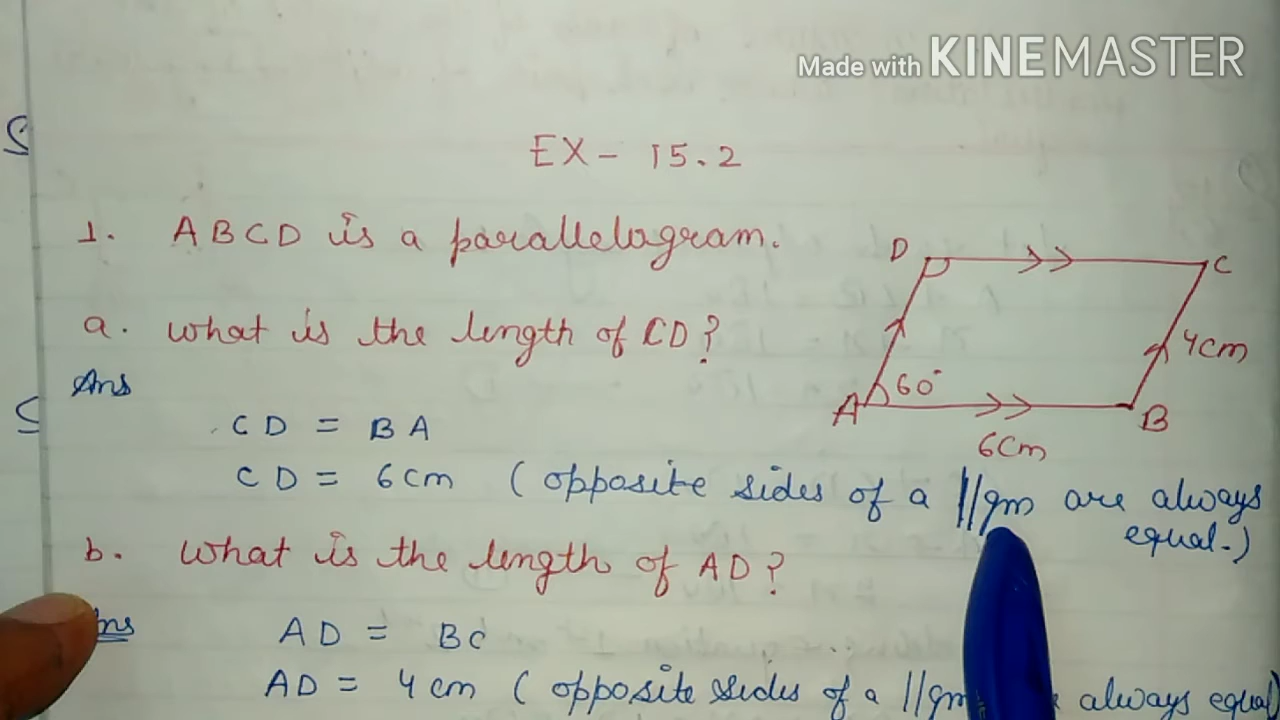 Made with KINEMASTER
EX - 15.2
1. ABCD is a parallelogram.
D
C
4cm
A
60°
B
6cm
a. What is the length of CD?
Ans
CD = BA
CD = 6cm (opposite sides of a ||gm are always
equal.)
b. What is the length of AD?
Ans
AD = BC
AD = 4cm (opposite sides of a ||gm always equal)